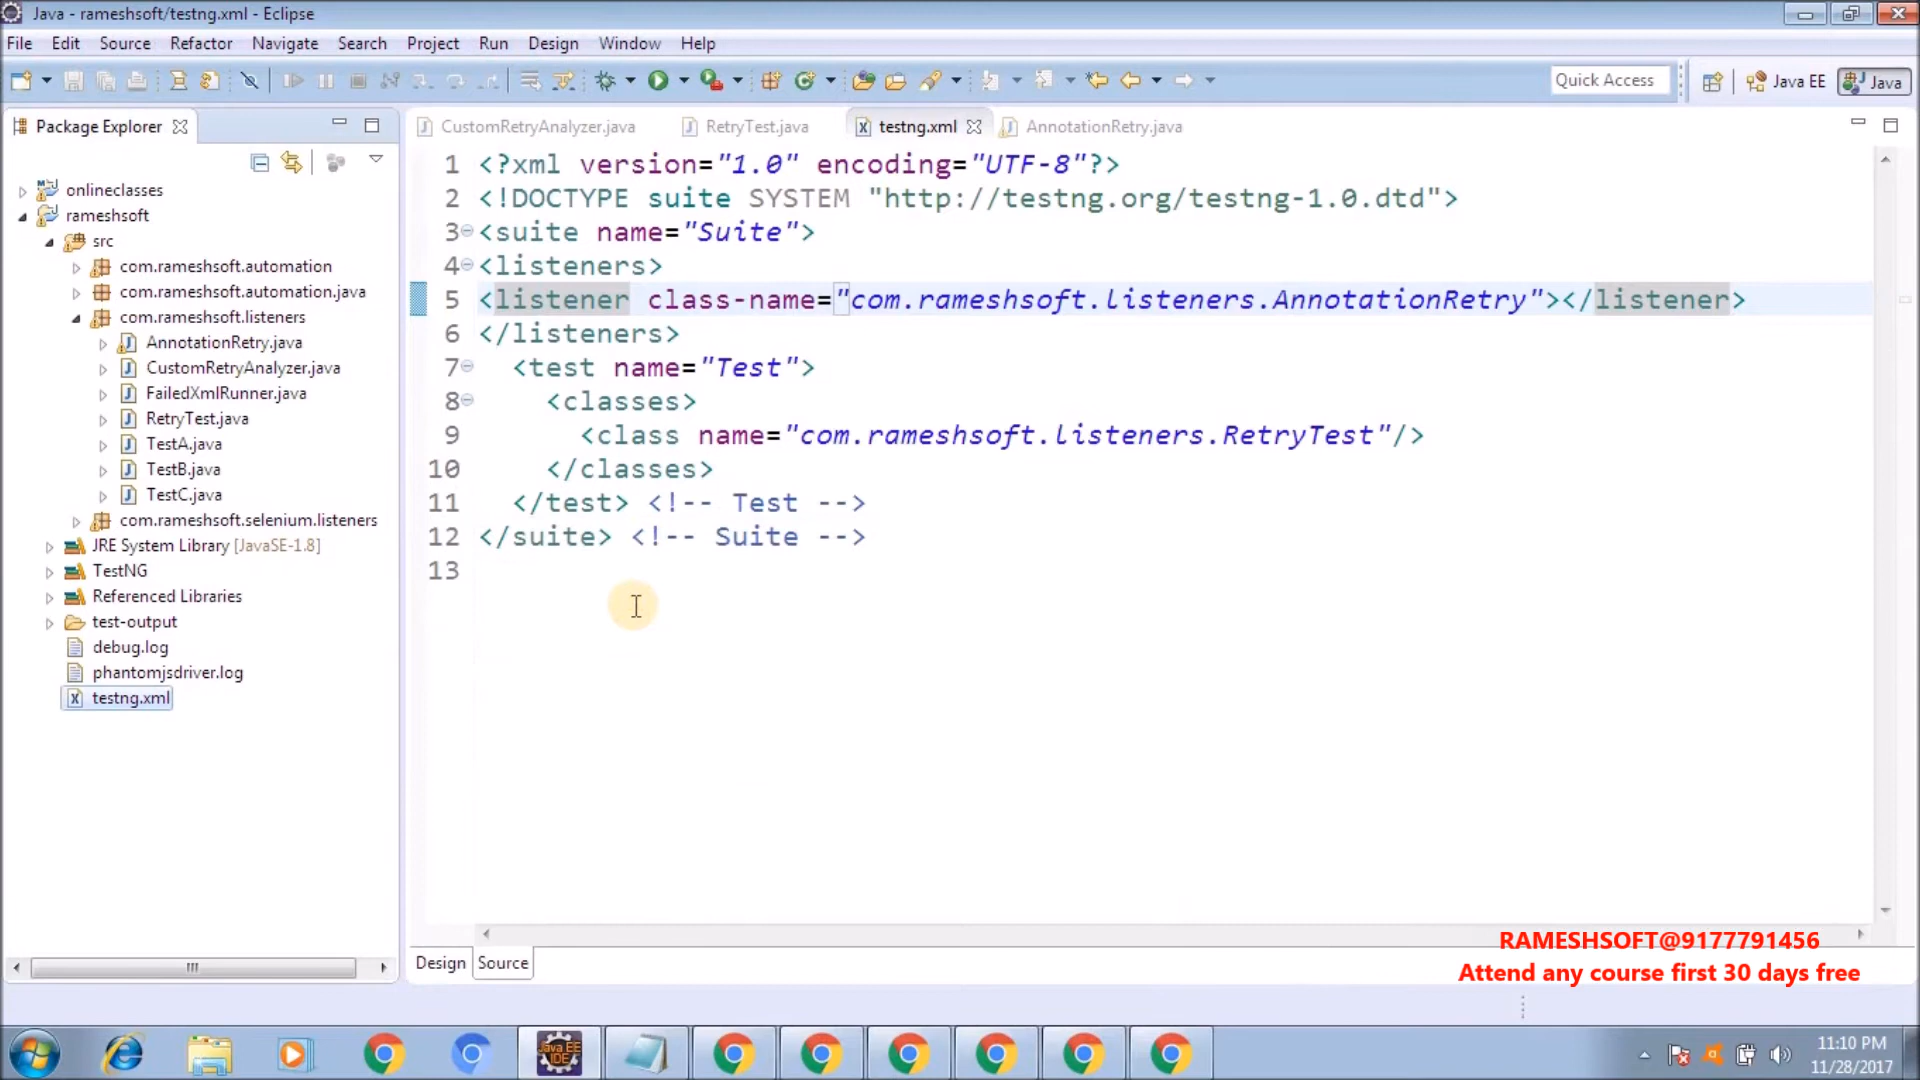 Java - rameshsoft/testng.xml - Eclipse
File Edit Source Refactor Navigate Search Project Run Design Window Help
Quick Access
Java EE
Java
Package Explorer
onlineclasses
rameshsoft
src
com.rameshsoft.automation
com.rameshsoft.automation.java
com.rameshsoft.listeners
AnnotationRetry.java
CustomRetryAnalyzer.java
FailedXmlRunner.java
RetryTest.java
TestA.java
TestB.java
TestC.java
com.rameshsoft.selenium.listeners
JRE System Library [JavaSE-1.8]
TestNG
Referenced Libraries
test-output
debug.log
phantomjsdriver.log
testng.xml
CustomRetryAnalyzer.java RetryTest.java testng.xml AnnotationRetry.java
1 <?xml version="1.0" encoding="UTF-8"?>
2 <!DOCTYPE suite SYSTEM "http://testng.org/testng-1.0.dtd">
3 <suite name="Suite">
4 <listeners>
5 <listener class-name="com.rameshsoft.listeners.AnnotationRetry"></listener>
6 </listeners>
7 <test name="Test">
8 <classes>
9 <class name="com.rameshsoft.listeners.RetryTest"/>
10 </classes>
11 </test> <!-- Test -->
12 </suite> <!-- Suite -->
13
Design Source
RAMESHSOFT@9177791456
Attend any course first 30 days free
Java EE
IDE
11:10 PM
11/28/2017